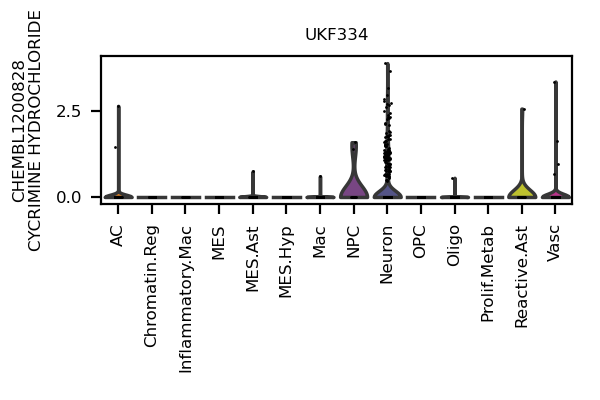 UKF334
CHEMBL1200828
CYCRIMINE HYDROCHLORIDE
2.5
0.0
AC
Chromatin.Reg
Inflammatory.Mac
MES
MES.Ast
MES.Hyp
Mac
NPC
Neuron
OPC
Oligo
Prolif.Metab
Reactive.Ast
Vasc